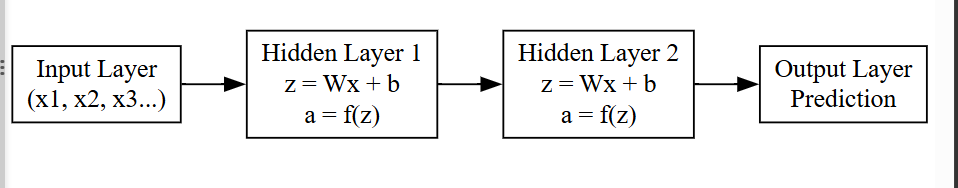 Input Layer
(x1, x2, x3...)
Hidden Layer 1
z = Wx + b
a = f(z)
Hidden Layer 2
z = Wx + b
a = f(z)
Output Layer
Prediction